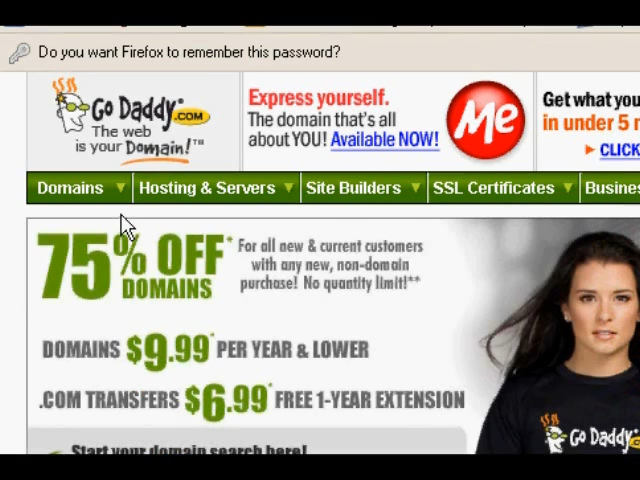 Do you want Firefox to remember this password?
Go Daddy.COM
The web
is your Domain!™
Express yourself.
The domain that's all
about YOU! Available NOW!
Me
Get what you
in under 5
CLICK
Domains
Hosting & Servers
Site Builders
SSL Certificates
Busine
75% OFF*
DOMAINS
For all new & current customers
with any new, non-domain
purchase! No quantity limit!**
DOMAINS $9.99* PER YEAR & LOWER
.COM TRANSFERS $6.99* FREE 1-YEAR EXTENSION
Start your domain search here!
Go Daddy